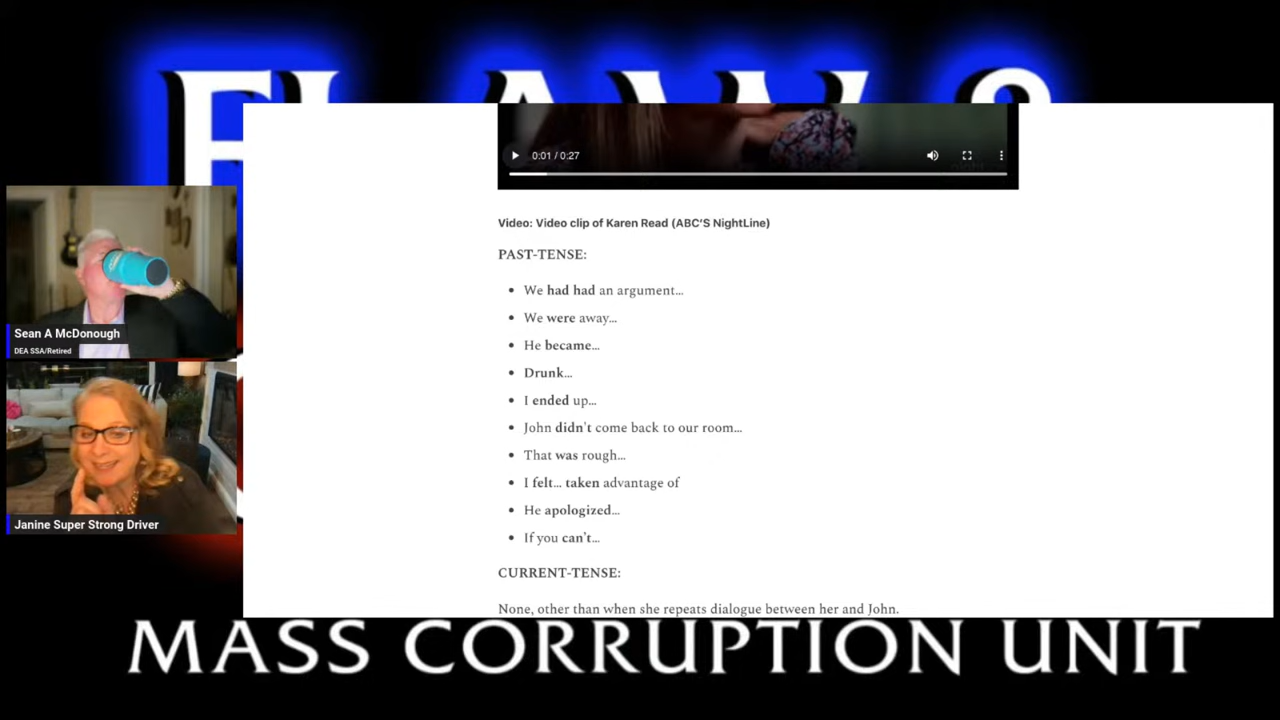 0:01 / 0:27
Video: Video clip of Karen Read (ABC'S NightLine)
PAST-TENSE:
We had had an argument...
We were away...
He became...
Drunk...
I ended up...
John didn't come back to our room...
That was rough...
I felt... taken advantage of
He apologized...
If you can't...
CURRENT-TENSE:
None, other than when she repeats dialogue between her and John.
Sean A McDonough
DEA SSA/Retired
Janine Super Strong Driver
MASS CORRUPTION UNIT